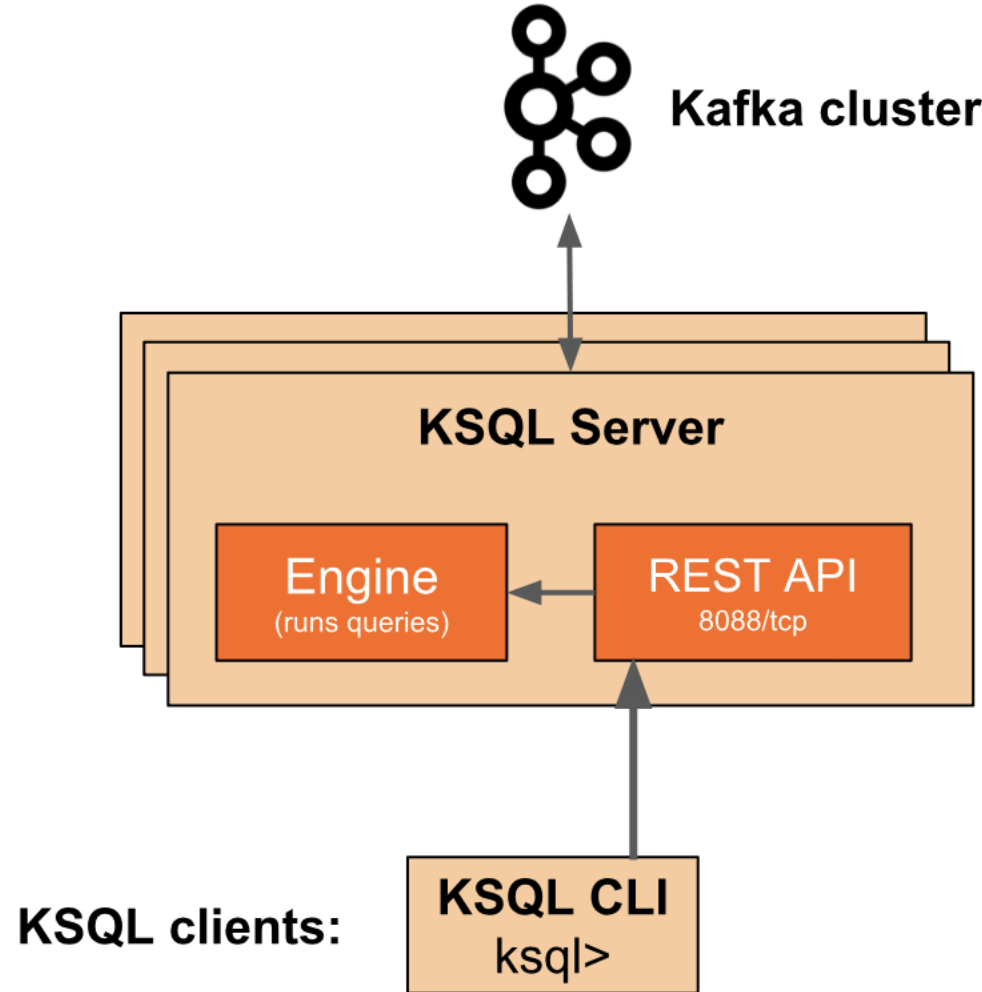 Kafka cluster
KSQL Server
Engine
(runs queries)
REST API
8088/tcp
KSQL clients:
KSQL CLI
ksql>